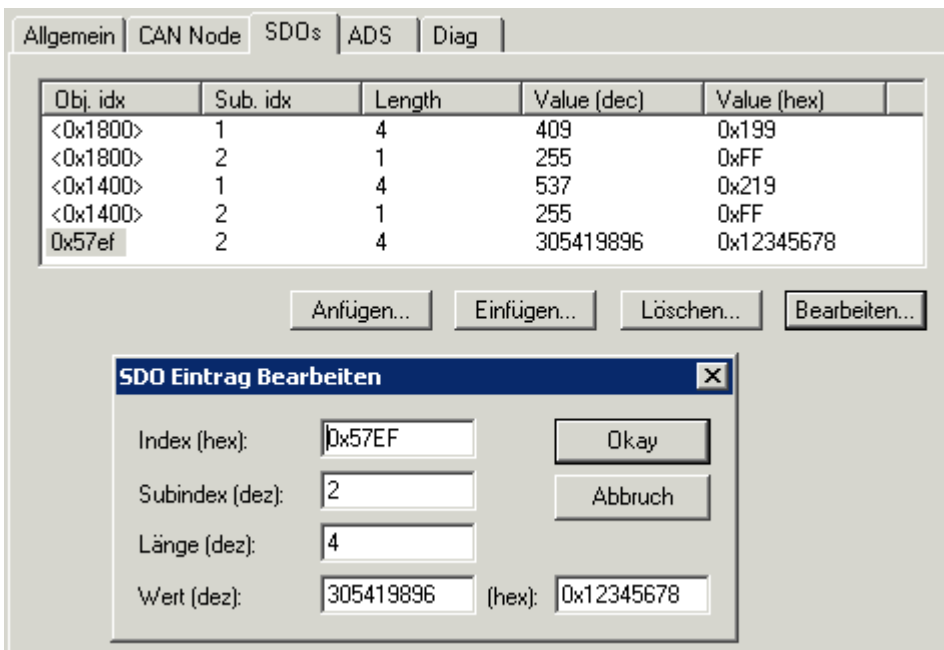 Allgemein CAN Node SDOs ADS Diag
Obj. idx Sub. idx Length Value (dec) Value (hex)
<0x1800> 1 4 409 0x199
<0x1800> 2 1 255 0xFF
<0x1400> 1 4 537 0x219
<0x1400> 2 1 255 0xFF
0x57ef 2 4 305419896 0x12345678
Anfügen... Einfügen... Löschen... Bearbeiten...
SDO Eintrag Bearbeiten
Index (hex): 0x57EF Okay
Subindex (dez): 2 Abbruch
Länge (dez): 4
Wert (dez): 305419896 (hex): 0x12345678